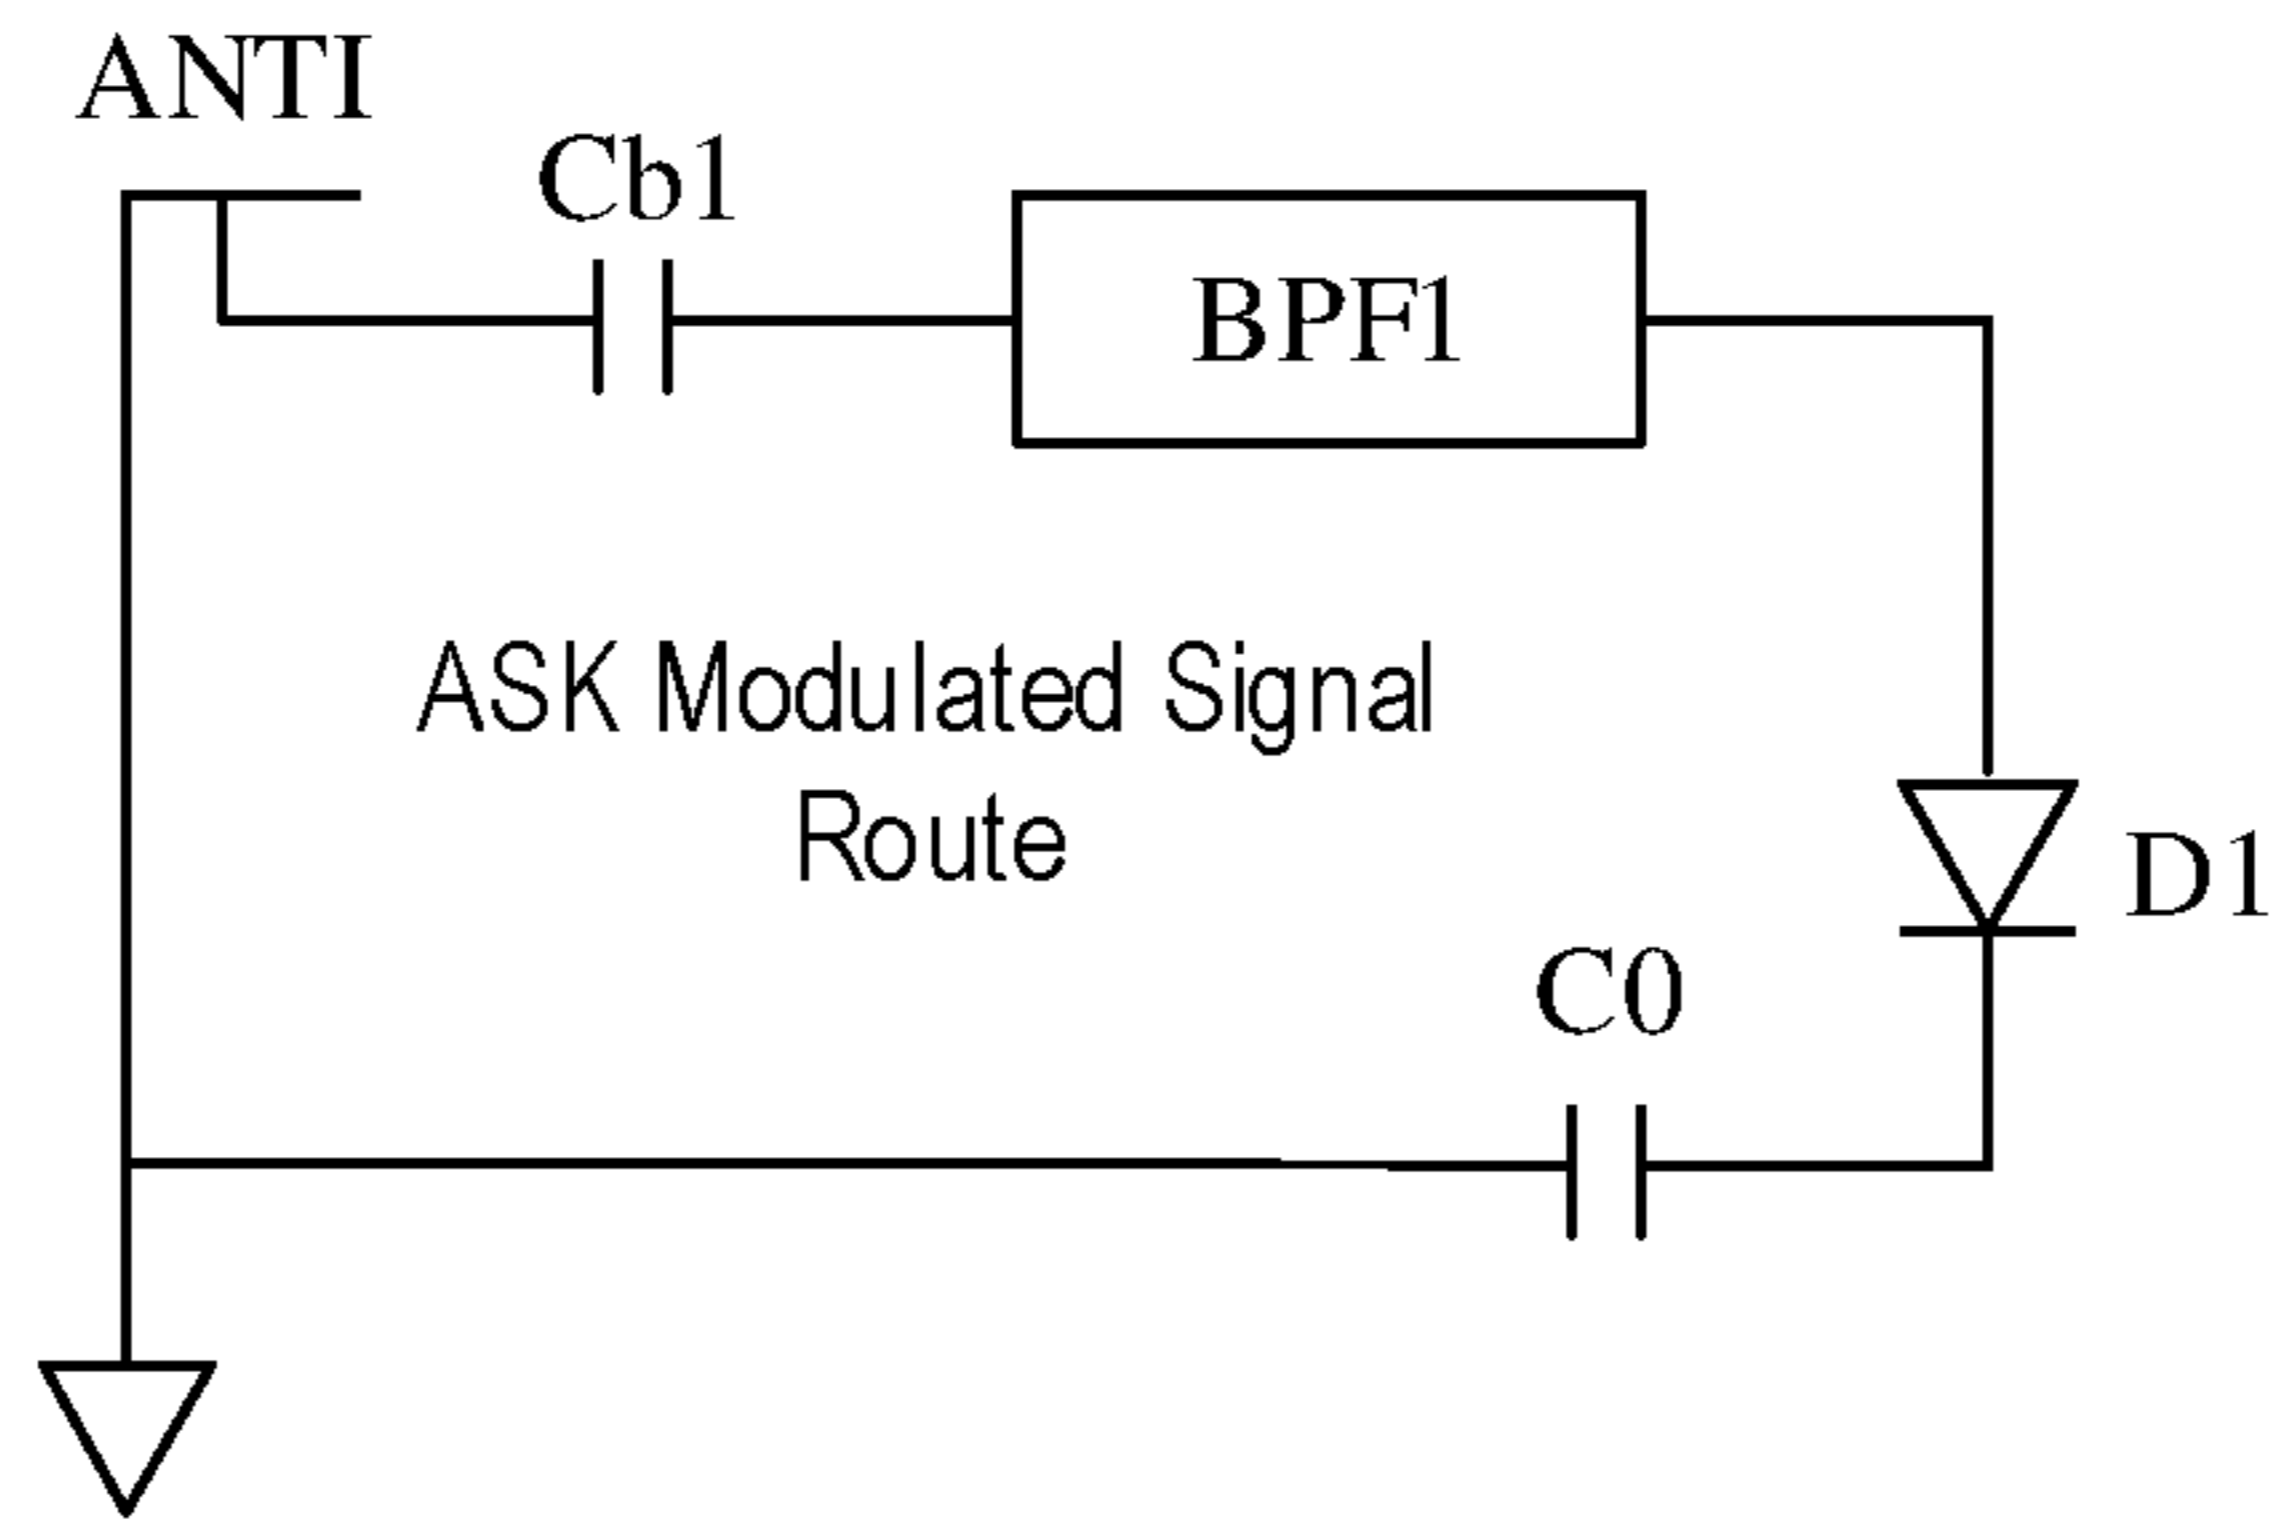 ANTI
Cb1
BPF1
ASK Modulated Signal
Route
D1
C0